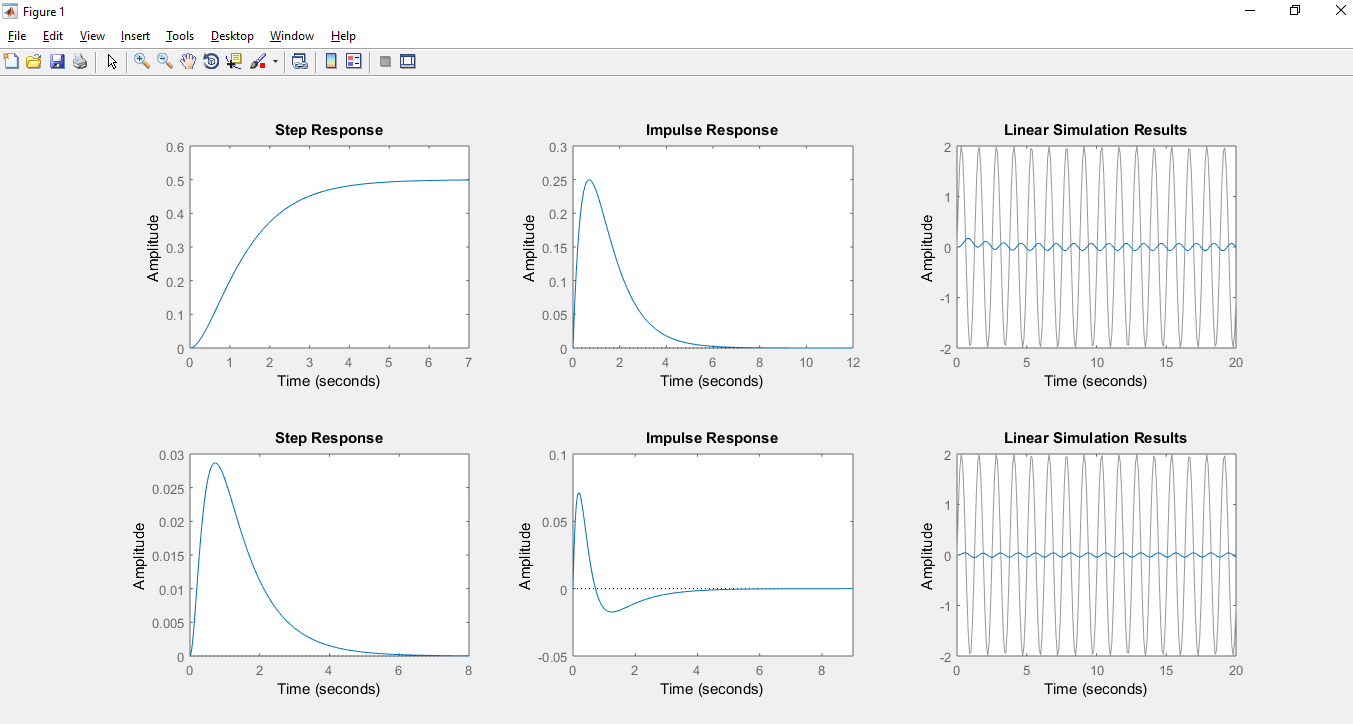 Figure 1
File Edit View Insert Tools Desktop Window Help
Step Response
Amplitude
0.6
0.5
0.4
0.3
0.2
0.1
0
0 1 2 3 4 5 6 7
Time (seconds)
Impulse Response
Amplitude
0.3
0.25
0.2
0.15
0.1
0.05
0
0 2 4 6 8 10 12
Time (seconds)
Linear Simulation Results
Amplitude
2
1
0
-1
-2
0 5 10 15 20
Time (seconds)
Step Response
Amplitude
0.03
0.025
0.02
0.015
0.01
0.005
0
0 2 4 6 8
Time (seconds)
Impulse Response
Amplitude
0.1
0.05
0
-0.05
0 2 4 6 8
Time (seconds)
Linear Simulation Results
Amplitude
2
1
0
-1
-2
0 5 10 15 20
Time (seconds)